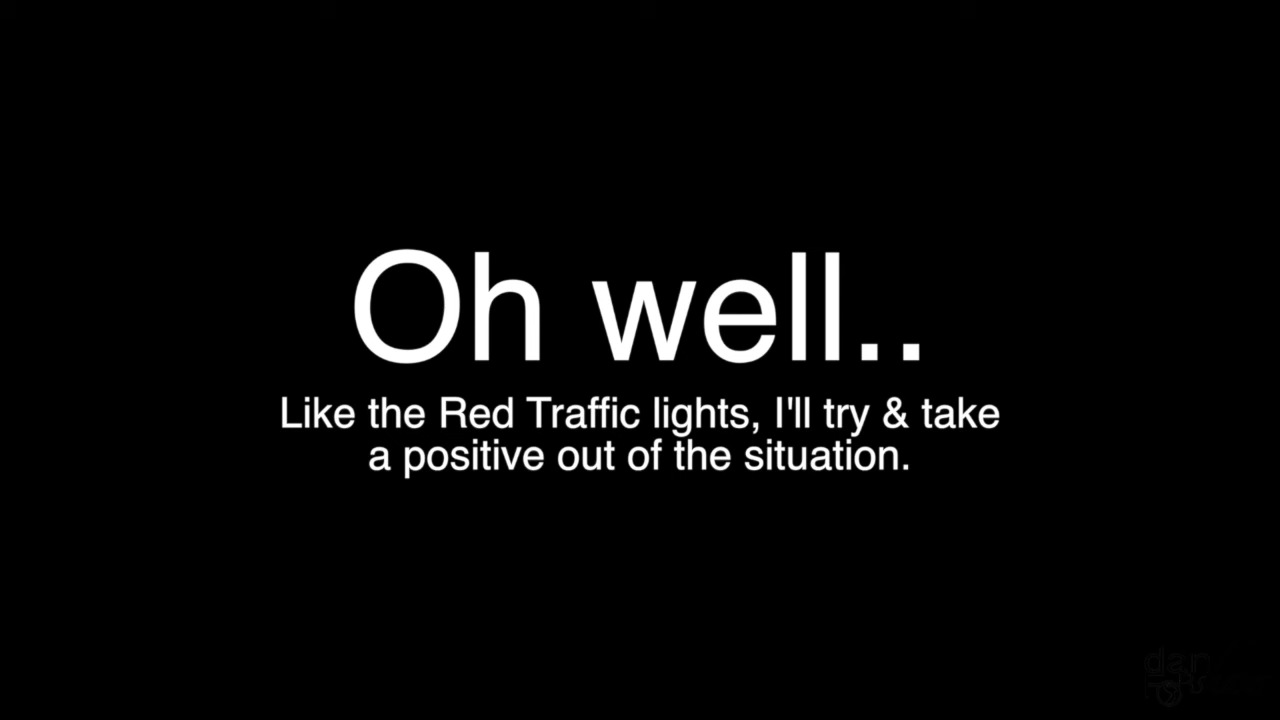 Oh well..
Like the Red Traffic lights, I'll try & take
a positive out of the situation.